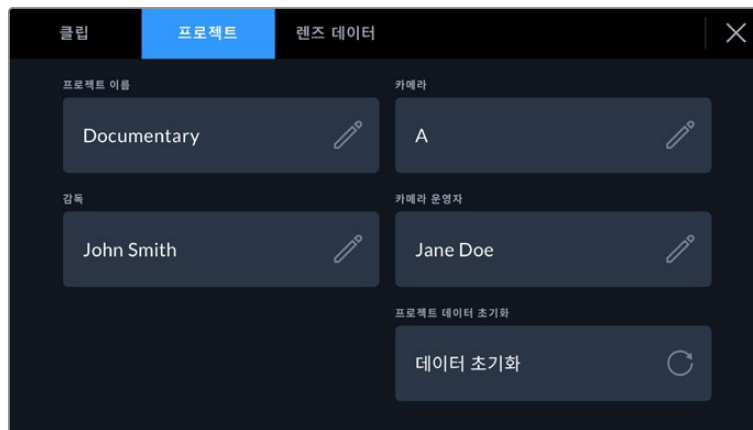 클립 프로젝트 렌즈 데이터
프로젝트 이름 카메라
Documentary A
감독 카메라 운영자
John Smith Jane Doe
프로젝트 데이터 초기화
데이터 초기화